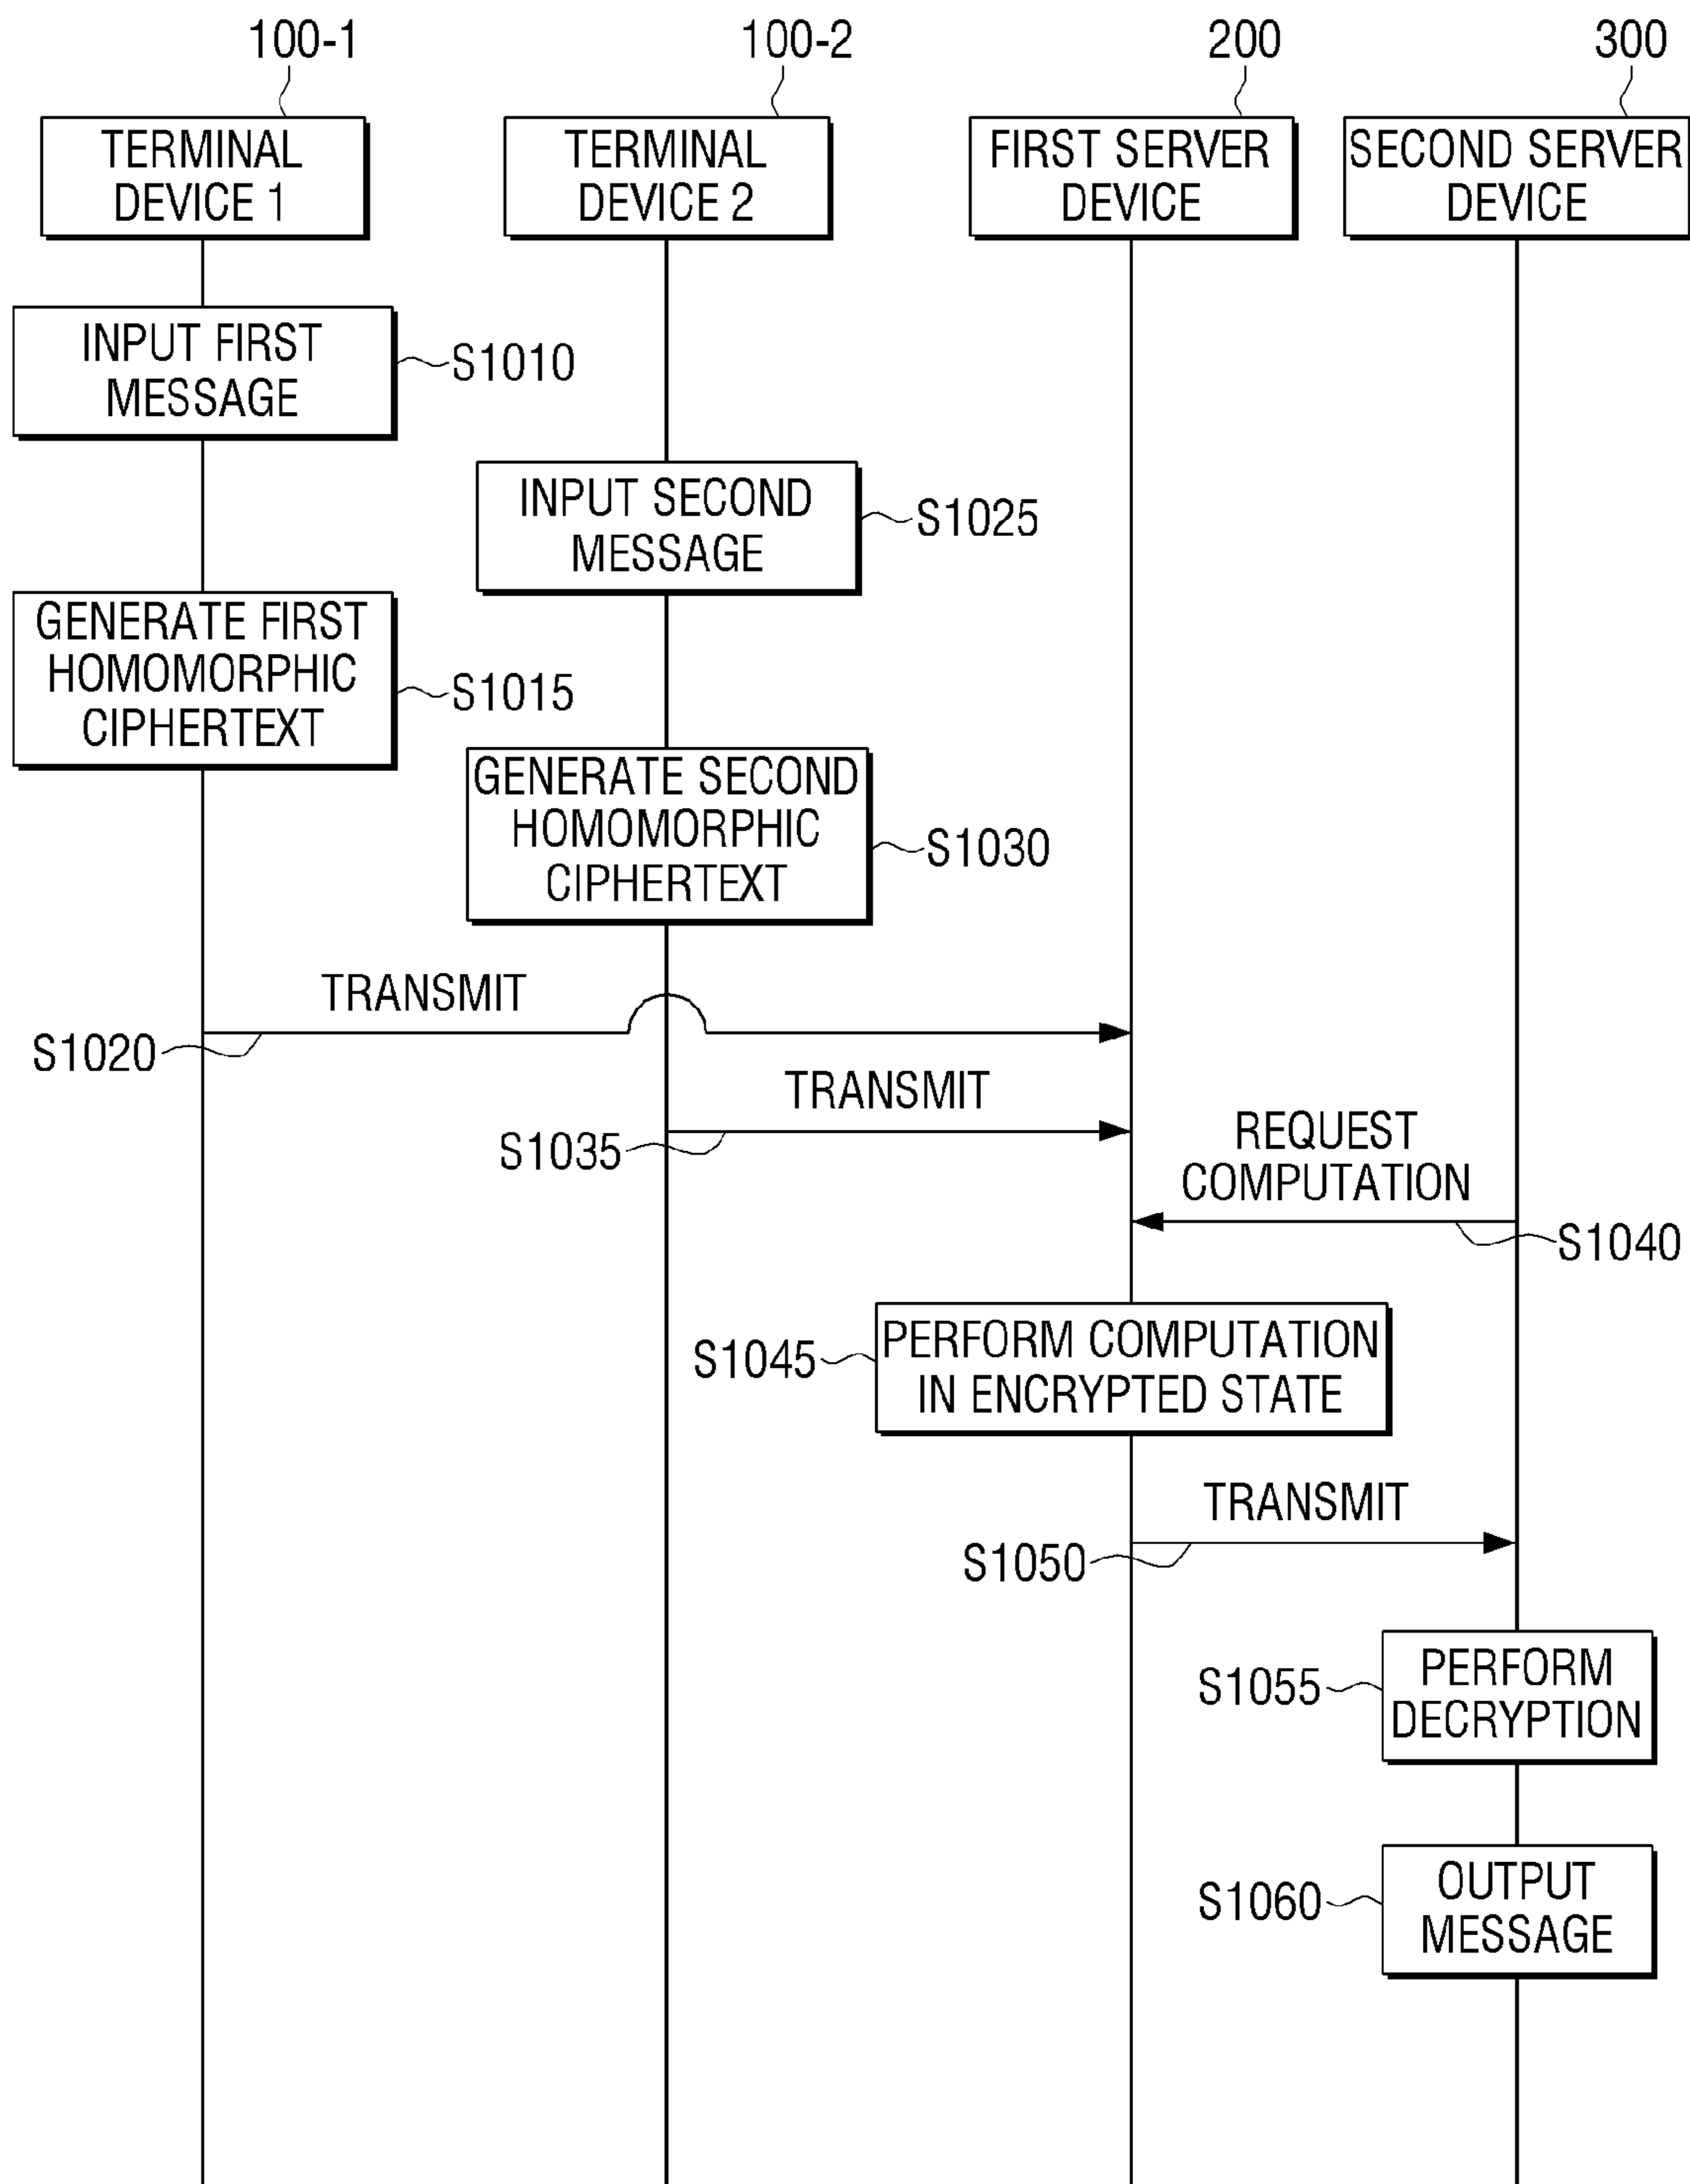 100-1
100-2
200
300
TERMINAL
DEVICE 1
TERMINAL
DEVICE 2
FIRST SERVER
DEVICE
SECOND SERVER
DEVICE
INPUT FIRST
MESSAGE
S1010
INPUT SECOND
MESSAGE
S1025
GENERATE FIRST
HOMOMORPHIC
CIPHERTEXT
S1015
GENERATE SECOND
HOMOMORPHIC
CIPHERTEXT
S1030
TRANSMIT
S1020
TRANSMIT
S1035
REQUEST
COMPUTATION
S1040
S1045
PERFORM COMPUTATION
IN ENCRYPTED STATE
TRANSMIT
S1050
S1055
PERFORM
DECRYPTION
S1060
OUTPUT
MESSAGE